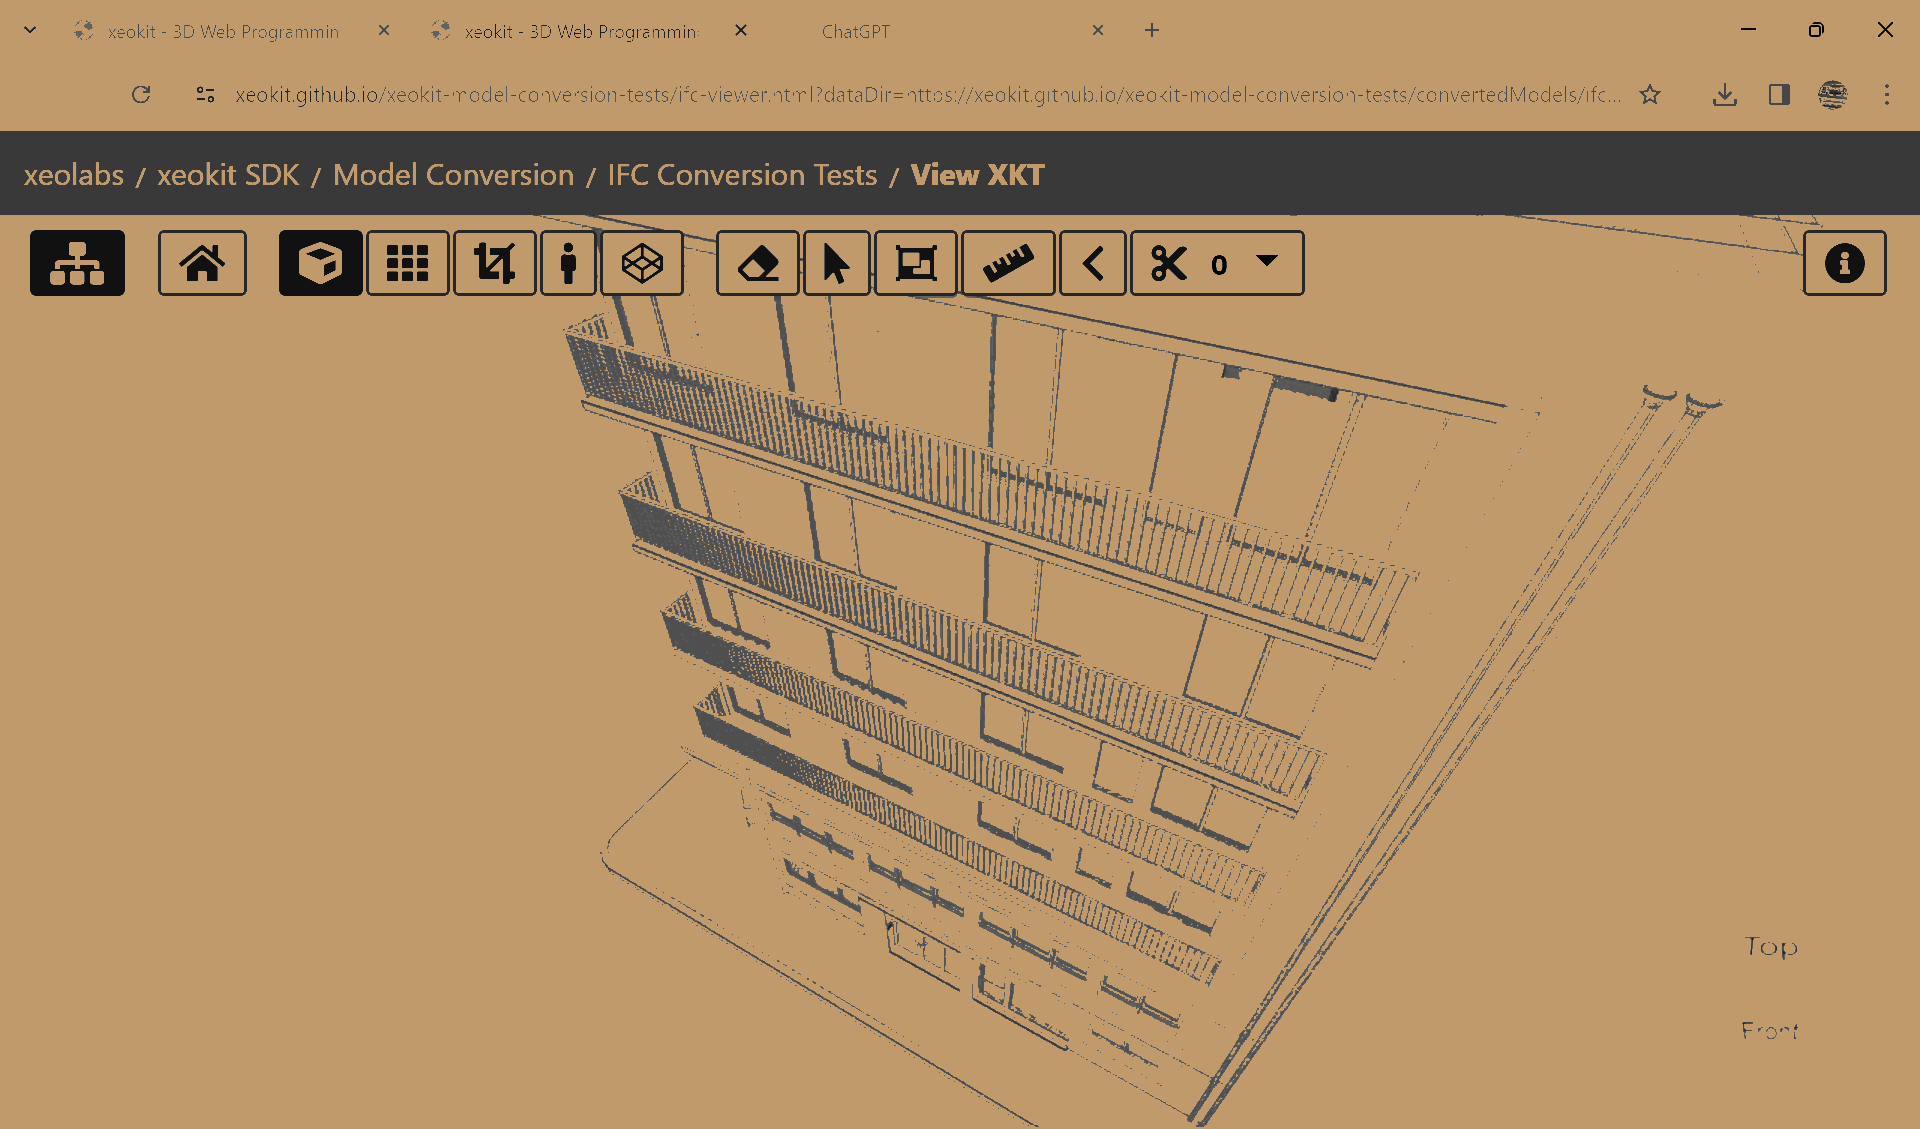 xeokit - 3D Web Programmin
xeokit - 3D Web Programmin
ChatGPT
xeokit.github.io/xeokit-model-conversion-tests/ifc-viewer.html?dataDir=https://xeokit.github.io/xeokit-model-conversion-tests/convertedModels/ifc...
xeolabs / xeokit SDK / Model Conversion / IFC Conversion Tests / View XKT
0
Top
Front